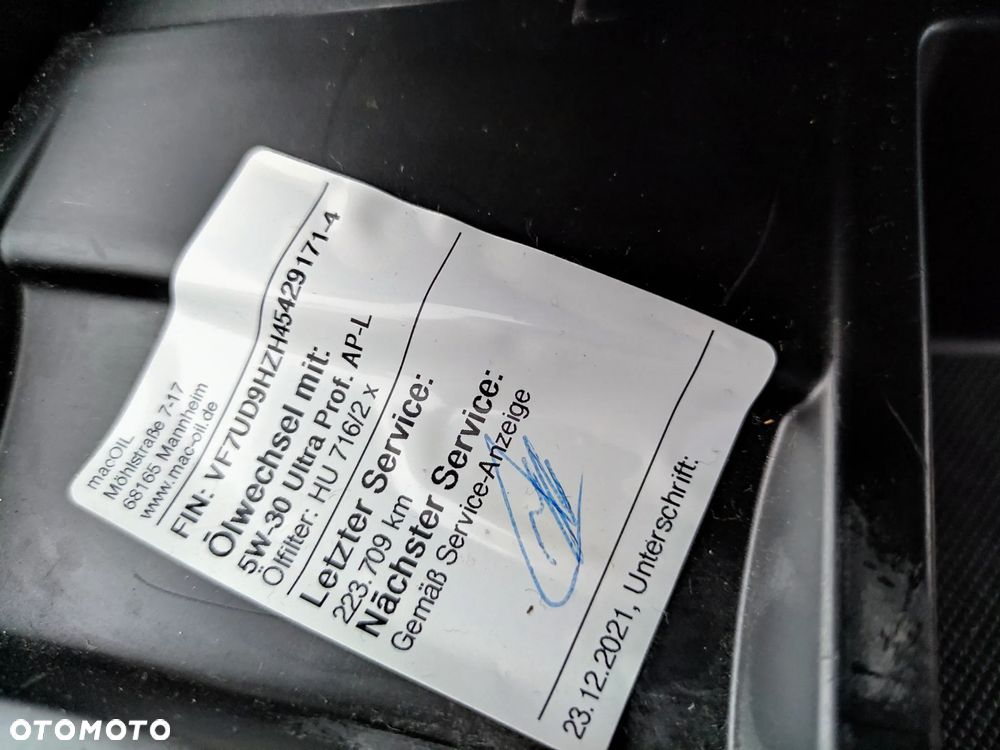 macOIL
Möhlstraße 7-17
68165 Mannheim
www.mac-oil.de
FIN: VF7UD9HZH45429171-4
Ölwechsel mit:
5W-30 Ultra Prof. AP-L
Ölfilter: HU 716/2 x
Letzter Service:
223.709 km
Nächster Service:
Gemäß Service-Anzeige
23.12.2021, Unterschrift:
OTOMOTO